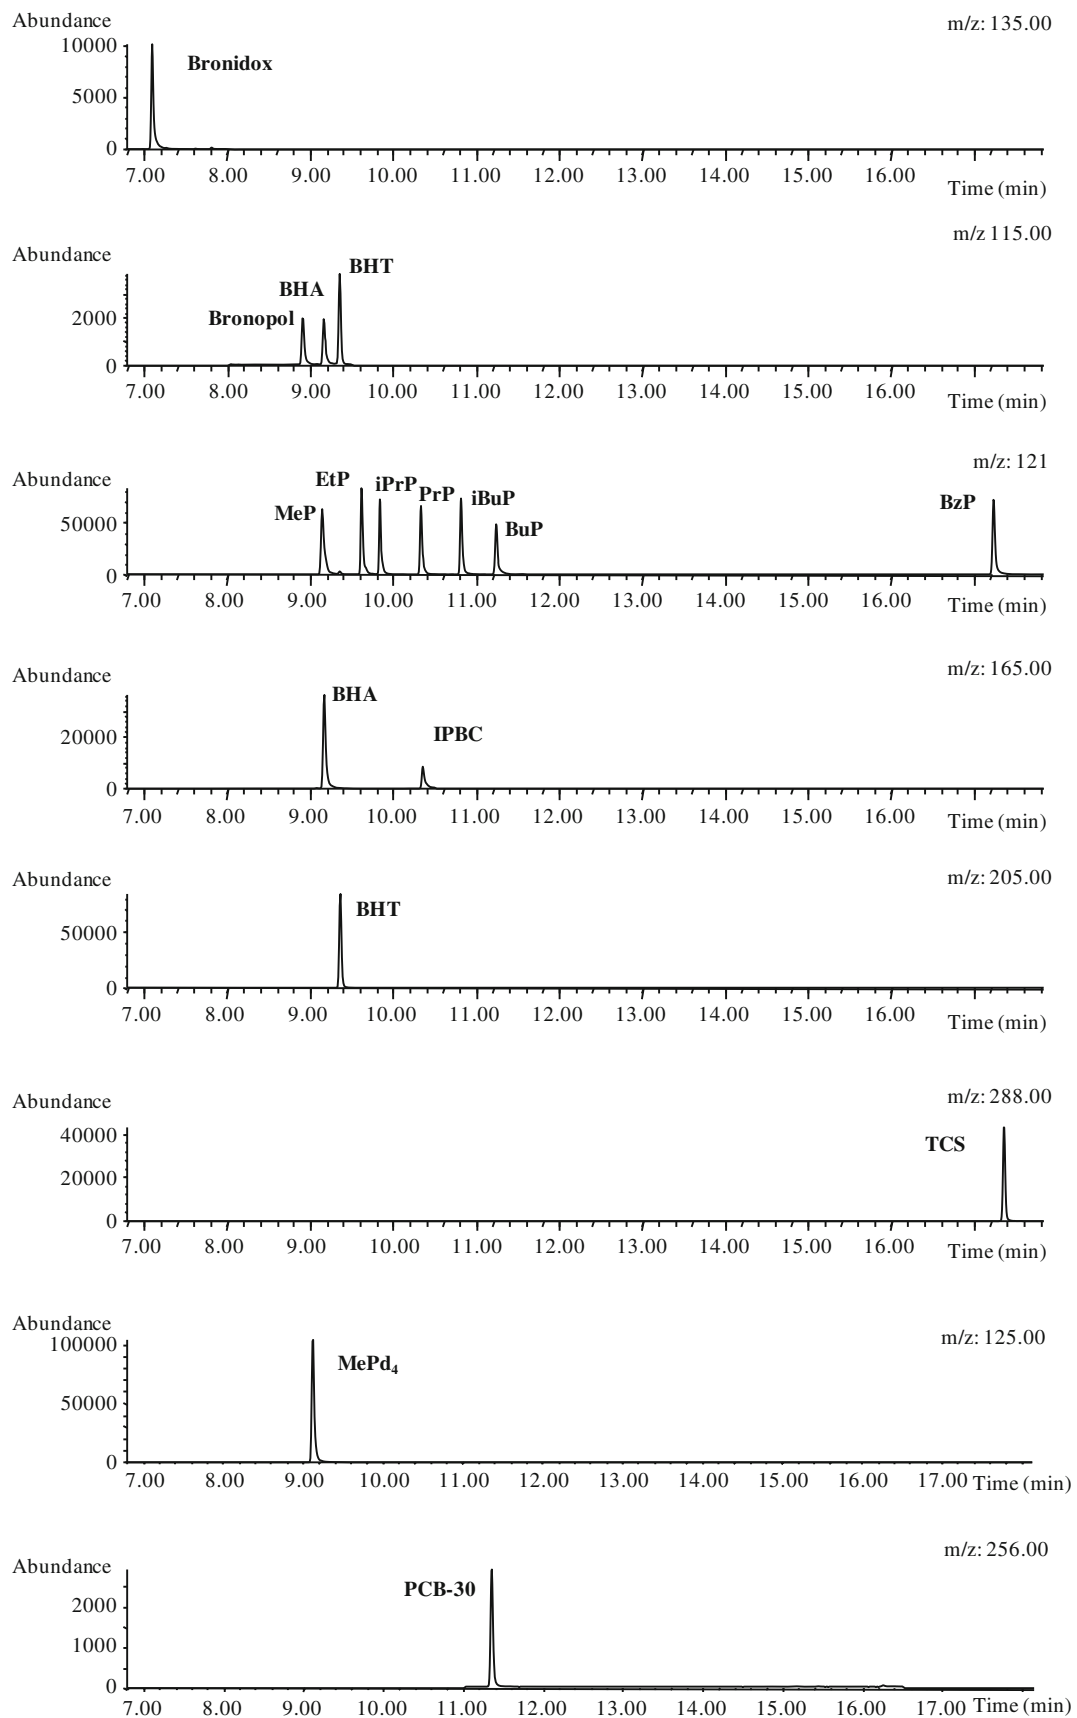 Abundance
m/z: 135.00
10000
Bronidox
5000
0
7.00 8.00 9.00 10.00 11.00 12.00 13.00 14.00 15.00 16.00
Time (min)
m/z 115.00
Abundance
BHT
BHA
2000
Bronopol
0
7.00 8.00 9.00 10.00 11.00 12.00 13.00 14.00 15.00 16.00
Time (min)
m/z: 121
Abundance
EtP iPrP PrP iBuP BzP
MeP
50000
BuP
0
7.00 8.00 9.00 10.00 11.00 12.00 13.00 14.00 15.00 16.00
Time (min)
m/z: 165.00
Abundance
BHA
20000
IPBC
0
7.00 8.00 9.00 10.00 11.00 12.00 13.00 14.00 15.00 16.00
Time (min)
Abundance
m/z: 205.00
BHT
50000
0
7.00 8.00 9.00 10.00 11.00 12.00 13.00 14.00 15.00 16.00
Time (min)
Abundance
m/z: 288.00
40000
TCS
20000
0
7.00 8.00 9.00 10.00 11.00 12.00 13.00 14.00 15.00 16.00
Time (min)
Abundance
m/z: 125.00
100000
MePd₄
50000
0
7.00 8.00 9.00 10.00 11.00 12.00 13.00 14.00 15.00 16.00 17.00 Time (min)
m/z: 256.00
Abundance
PCB-30
2000
1000
0
7.00 8.00 9.00 10.00 11.00 12.00 13.00 14.00 15.00 16.00 17.00 Time (min)